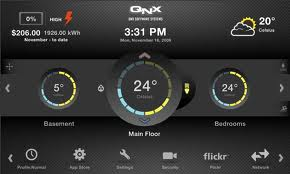 QNX
QNX SOFTWARE SYSTEMS
0%
HIGH
$206.00 1926.00 kWh
November - to date
3:31 PM
Mon, November 16, 2009
20°
Celsius
5°
Celsius
24°
Celsius
24°
Celsius
Basement
Main Floor
Bedrooms
Profile:Normal
App Store
Settings
Security
flickr
Flickr
Network